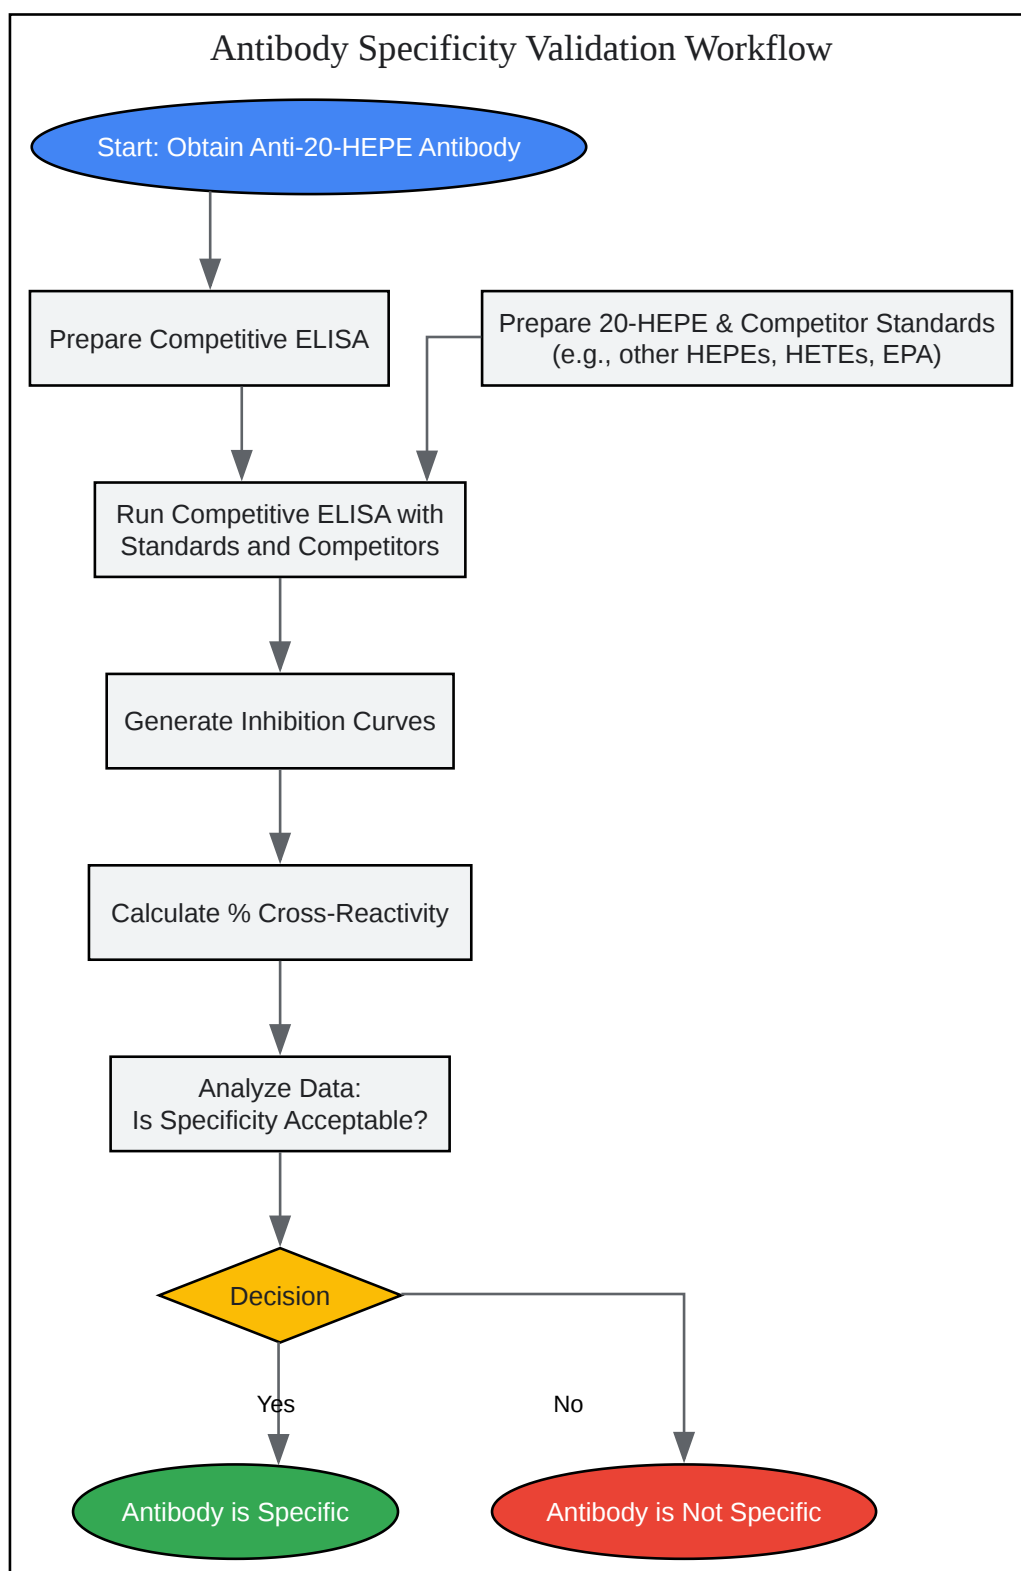 Antibody Specificity Validation Workflow
Start: Obtain Anti-20-HEPE Antibody
Prepare Competitive ELISA
Prepare 20-HEPE & Competitor Standards
(e.g., other HEPEs, HETEs, EPA)
Run Competitive ELISA with
Standards and Competitors
Generate Inhibition Curves
Calculate % Cross-Reactivity
Analyze Data:
Is Specificity Acceptable?
Decision
Yes
No
Antibody is Specific
Antibody is Not Specific